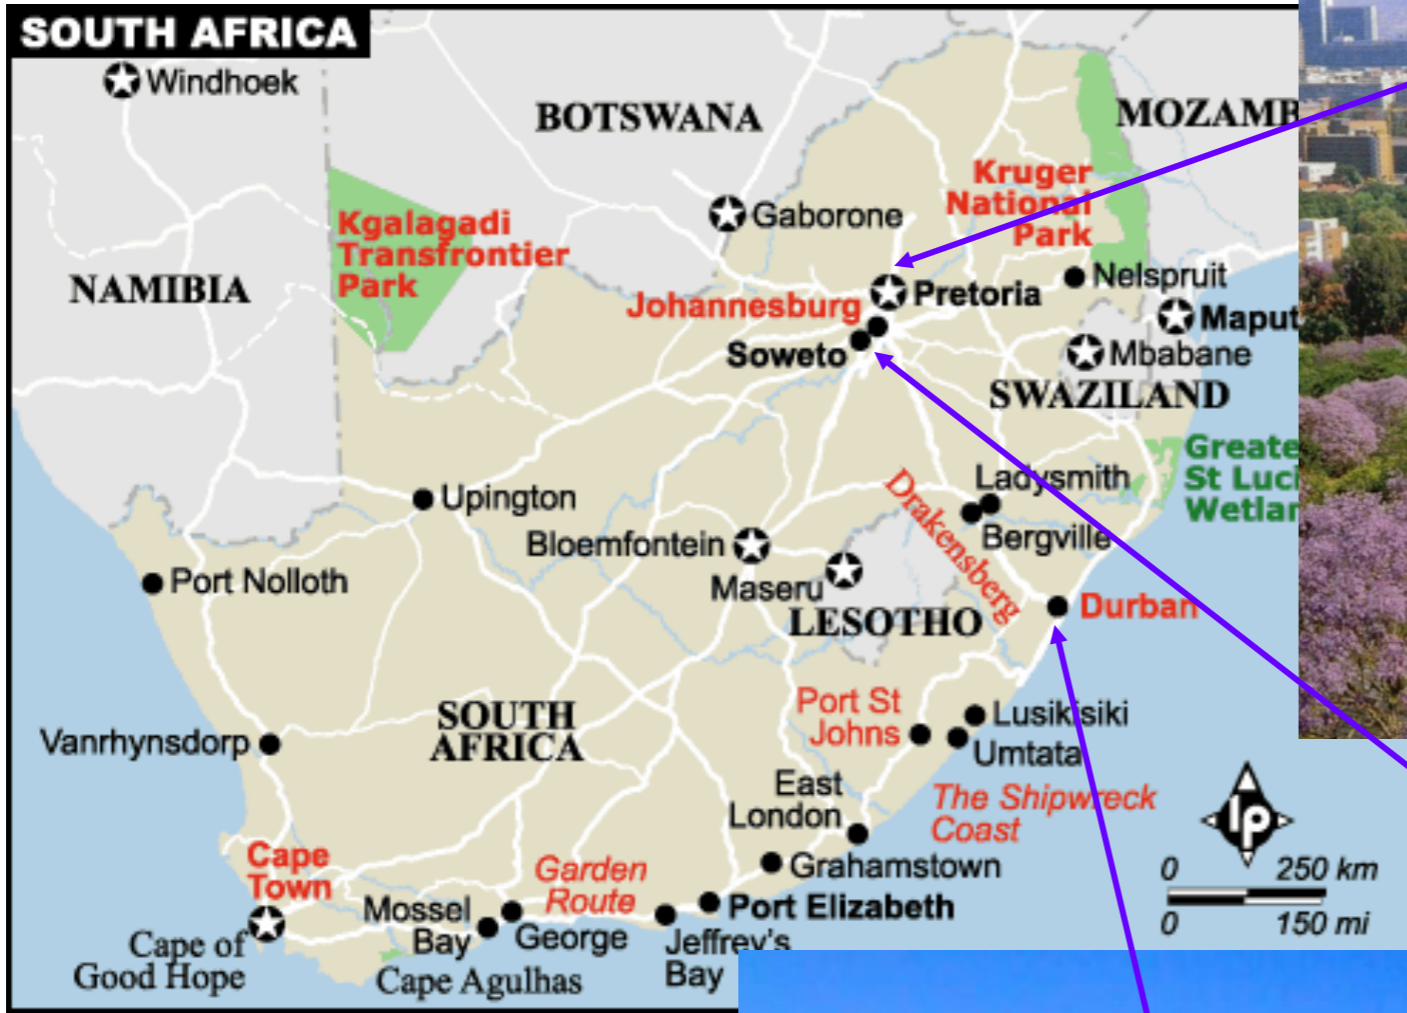 SOUTH AFRICA
Windhoek
BOTSWANA
MOZAMB
Kgalagadi
Transfrontier
Park
Kruger
National
Park
Gaborone
NAMIBIA
Nelspruit
Johannesburg
Pretoria
Maput
Soweto
Mbabane
SWAZILAND
Greate
St Luci
Wetlan
Upington
Ladysmith
Drakensberg
Bloemfontein
Bergville
Port Nolloth
Maseru
Durban
LESOTHO
SOUTH
AFRICA
Port St
Johns
Lusikisiki
Vanrhynsdorp
Umtata
East
London
The Shipwreck
Coast
lp
Cape
Town
Garden
Route
Grahamstown
0 250 km
0 150 mi
Mossel
Bay
George
Port Elizabeth
Jeffrey's
Bay
Cape of
Good Hope
Cape Agulhas